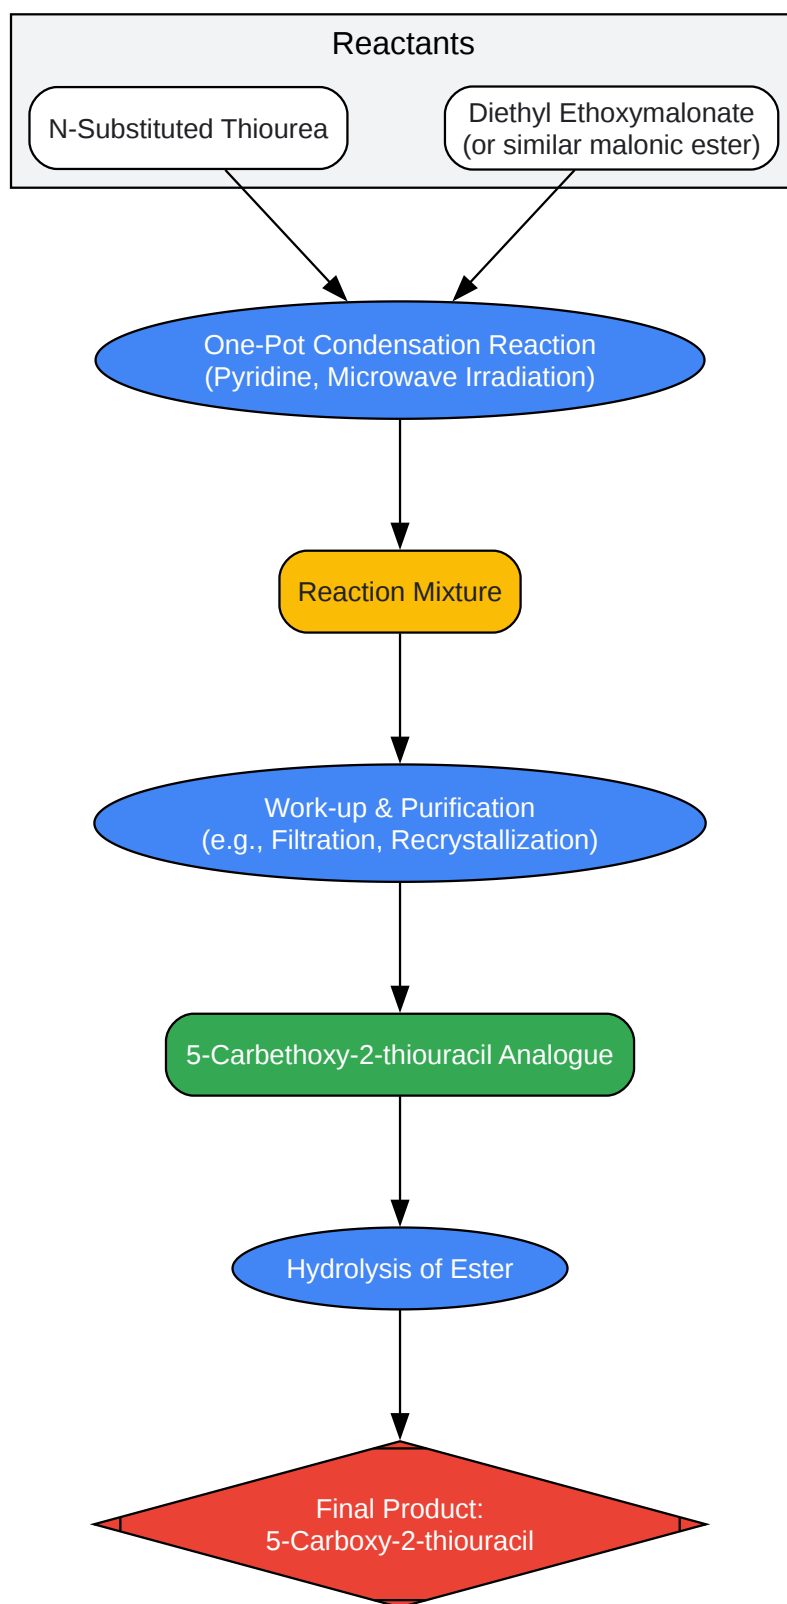 Reactants
N-Substituted Thiourea
Diethyl Ethoxymalonate
(or similar malonic ester)
One-Pot Condensation Reaction
(Pyridine, Microwave Irradiation)
Reaction Mixture
Work-up & Purification
(e.g., Filtration, Recrystallization)
5-Carbethoxy-2-thiouracil Analogue
Hydrolysis of Ester
Final Product:
5-Carboxy-2-thiouracil